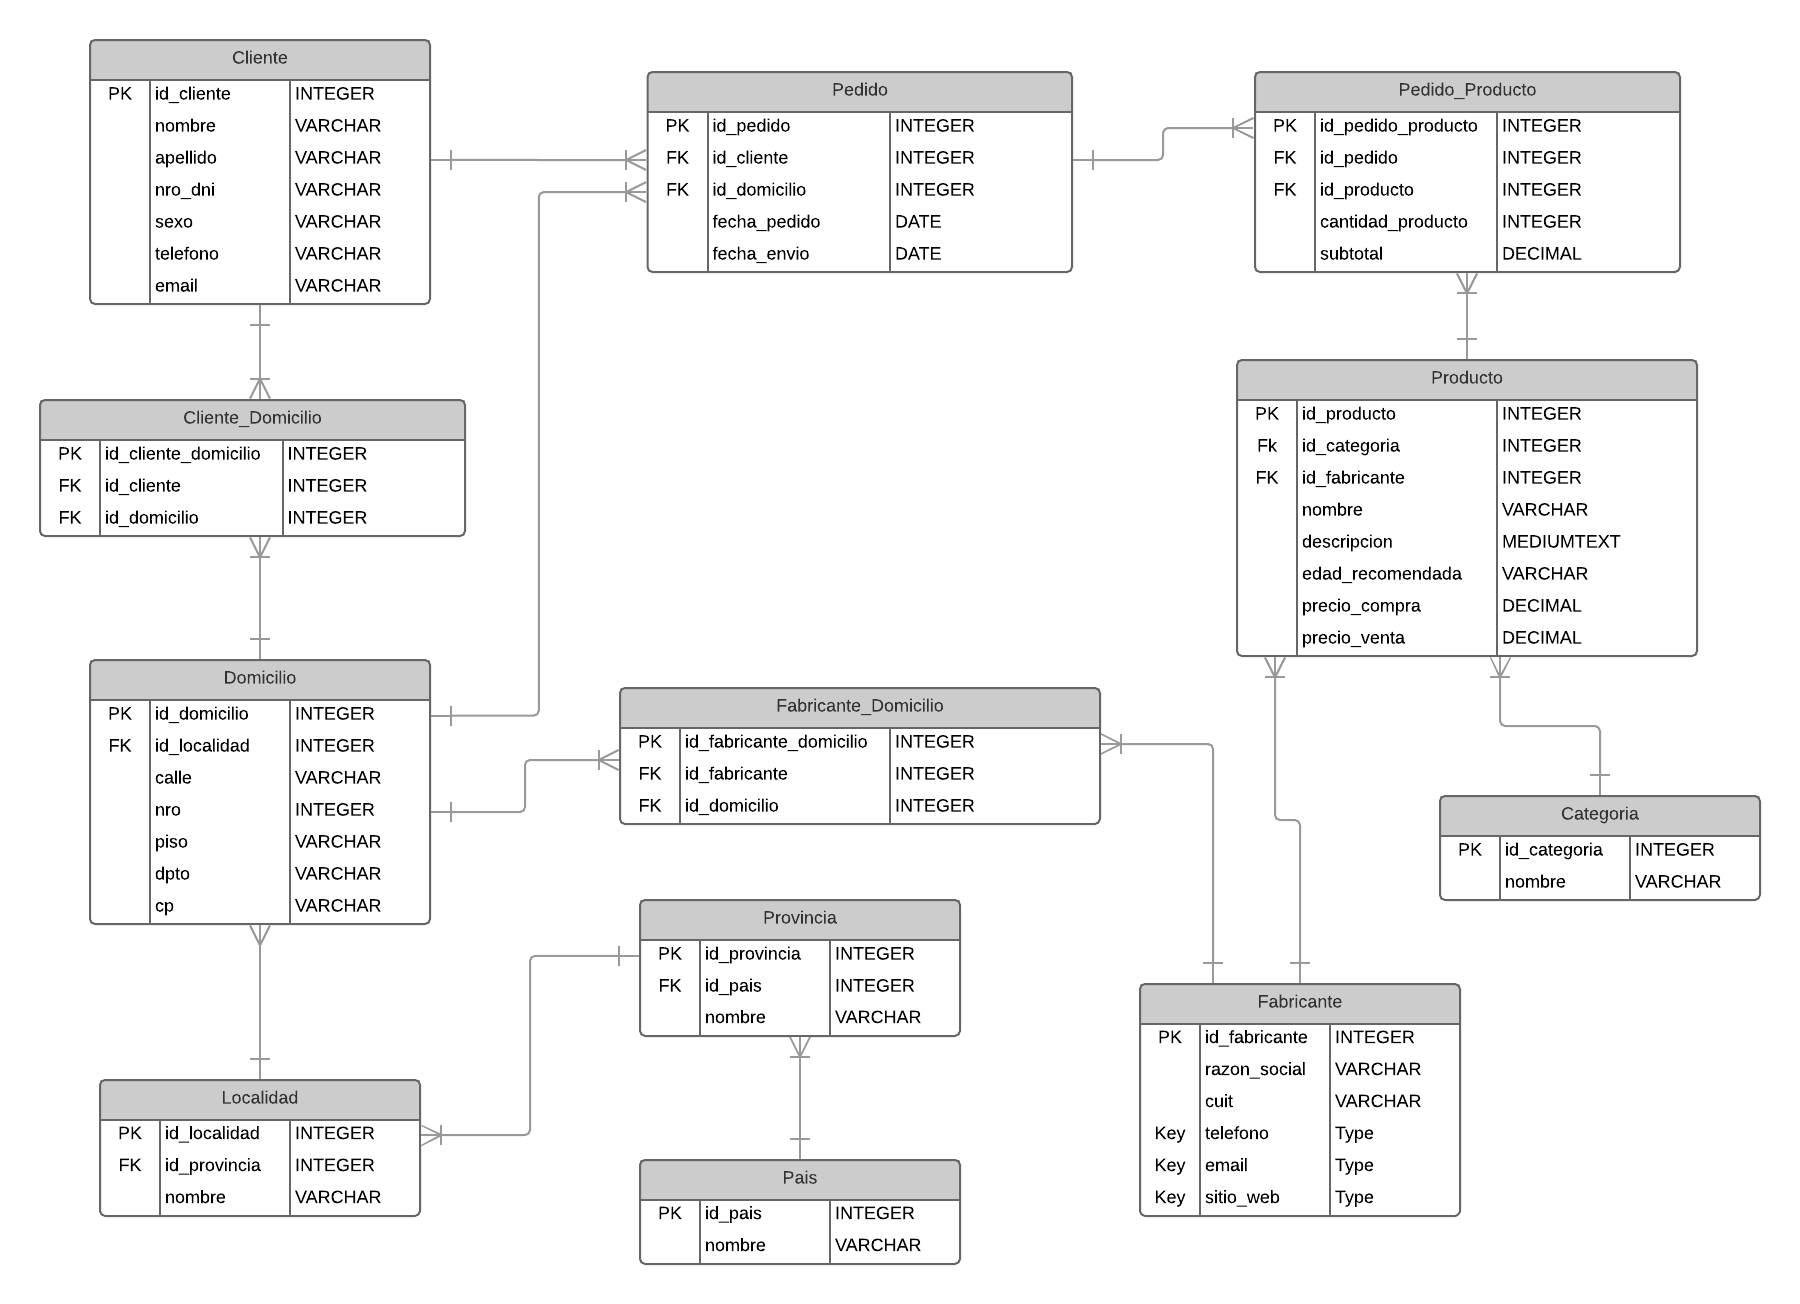 Cliente
PK id_cliente INTEGER
nombre VARCHAR
apellido VARCHAR
nro_dni VARCHAR
sexo VARCHAR
telefono VARCHAR
email VARCHAR
Pedido
PK id_pedido INTEGER
FK id_cliente INTEGER
FK id_domicilio INTEGER
fecha_pedido DATE
fecha_envio DATE
Pedido_Producto
PK id_pedido_producto INTEGER
FK id_pedido INTEGER
FK id_producto INTEGER
cantidad_producto INTEGER
subtotal DECIMAL
Cliente_Domicilio
PK id_cliente_domicilio INTEGER
FK id_cliente INTEGER
FK id_domicilio INTEGER
Producto
PK id_producto INTEGER
Fk id_categoria INTEGER
FK id_fabricante INTEGER
nombre VARCHAR
descripcion MEDIUMTEXT
edad_recomendada VARCHAR
precio_compra DECIMAL
precio_venta DECIMAL
Domicilio
PK id_domicilio INTEGER
FK id_localidad INTEGER
calle VARCHAR
nro INTEGER
piso VARCHAR
dpto VARCHAR
cp VARCHAR
Fabricante_Domicilio
PK id_fabricante_domicilio INTEGER
FK id_fabricante INTEGER
FK id_domicilio INTEGER
Categoria
PK id_categoria INTEGER
nombre VARCHAR
Provincia
PK id_provincia INTEGER
FK id_pais INTEGER
nombre VARCHAR
Fabricante
PK id_fabricante INTEGER
razon_social VARCHAR
cuit VARCHAR
Key telefono Type
Key email Type
Key sitio_web Type
Localidad
PK id_localidad INTEGER
FK id_provincia INTEGER
nombre VARCHAR
Pais
PK id_pais INTEGER
nombre VARCHAR